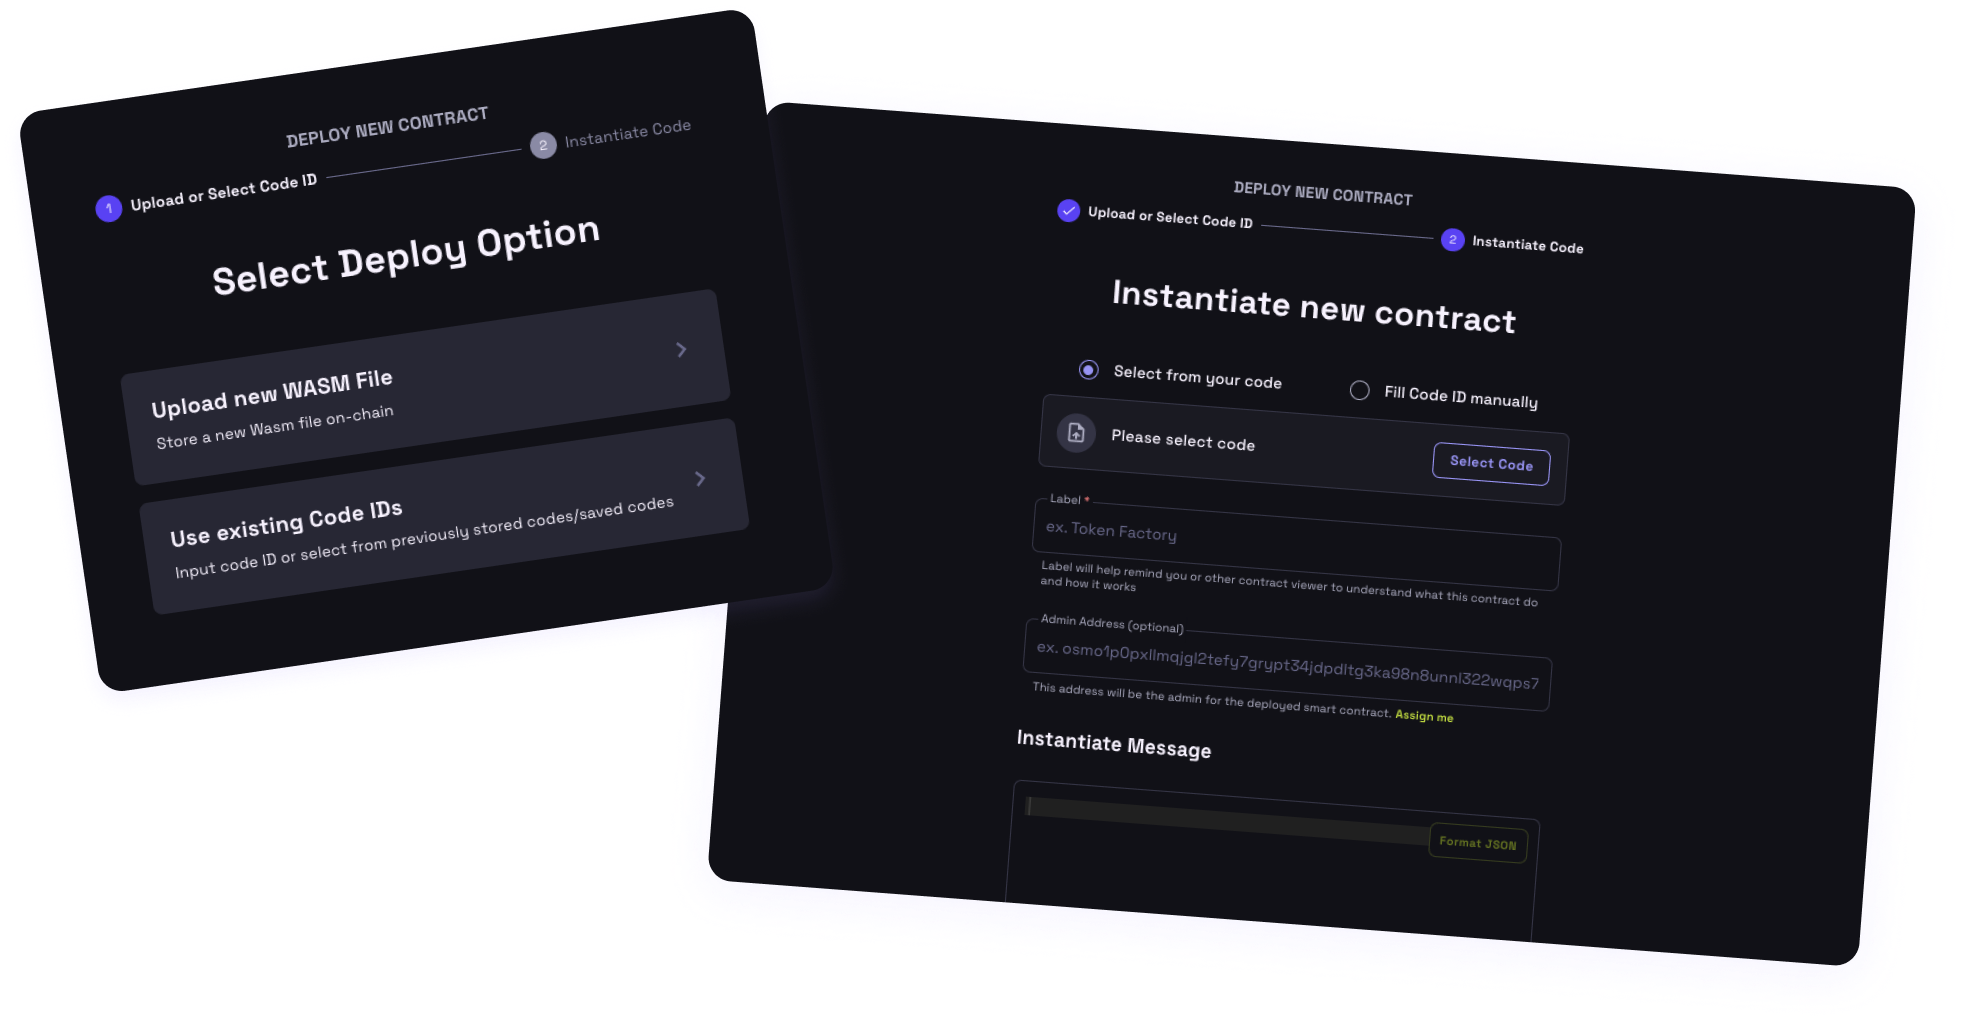 DEPLOY NEW CONTRACT
1 Upload or Select Code ID
2 Instantiate Code
Select Deploy Option
Upload new WASM File
Store a new Wasm file on-chain
Use existing Code IDs
Input code ID or select from previously stored codes/saved codes
DEPLOY NEW CONTRACT
Upload or Select Code ID
2 Instantiate Code
Instantiate new contract
Select from your code
Fill Code ID manually
Please select code
Select Code
Label *
ex. Token Factory
Label will help remind you or other contract viewer to understand what this contract do
and how it works
Admin Address (optional)
ex. osmo1p0pxllmqjgl2tefy7grypt34jdpdltg3ka98n8unnl322wqps7
This address will be the admin for the deployed smart contract. Assign me
Instantiate Message
Format JSON